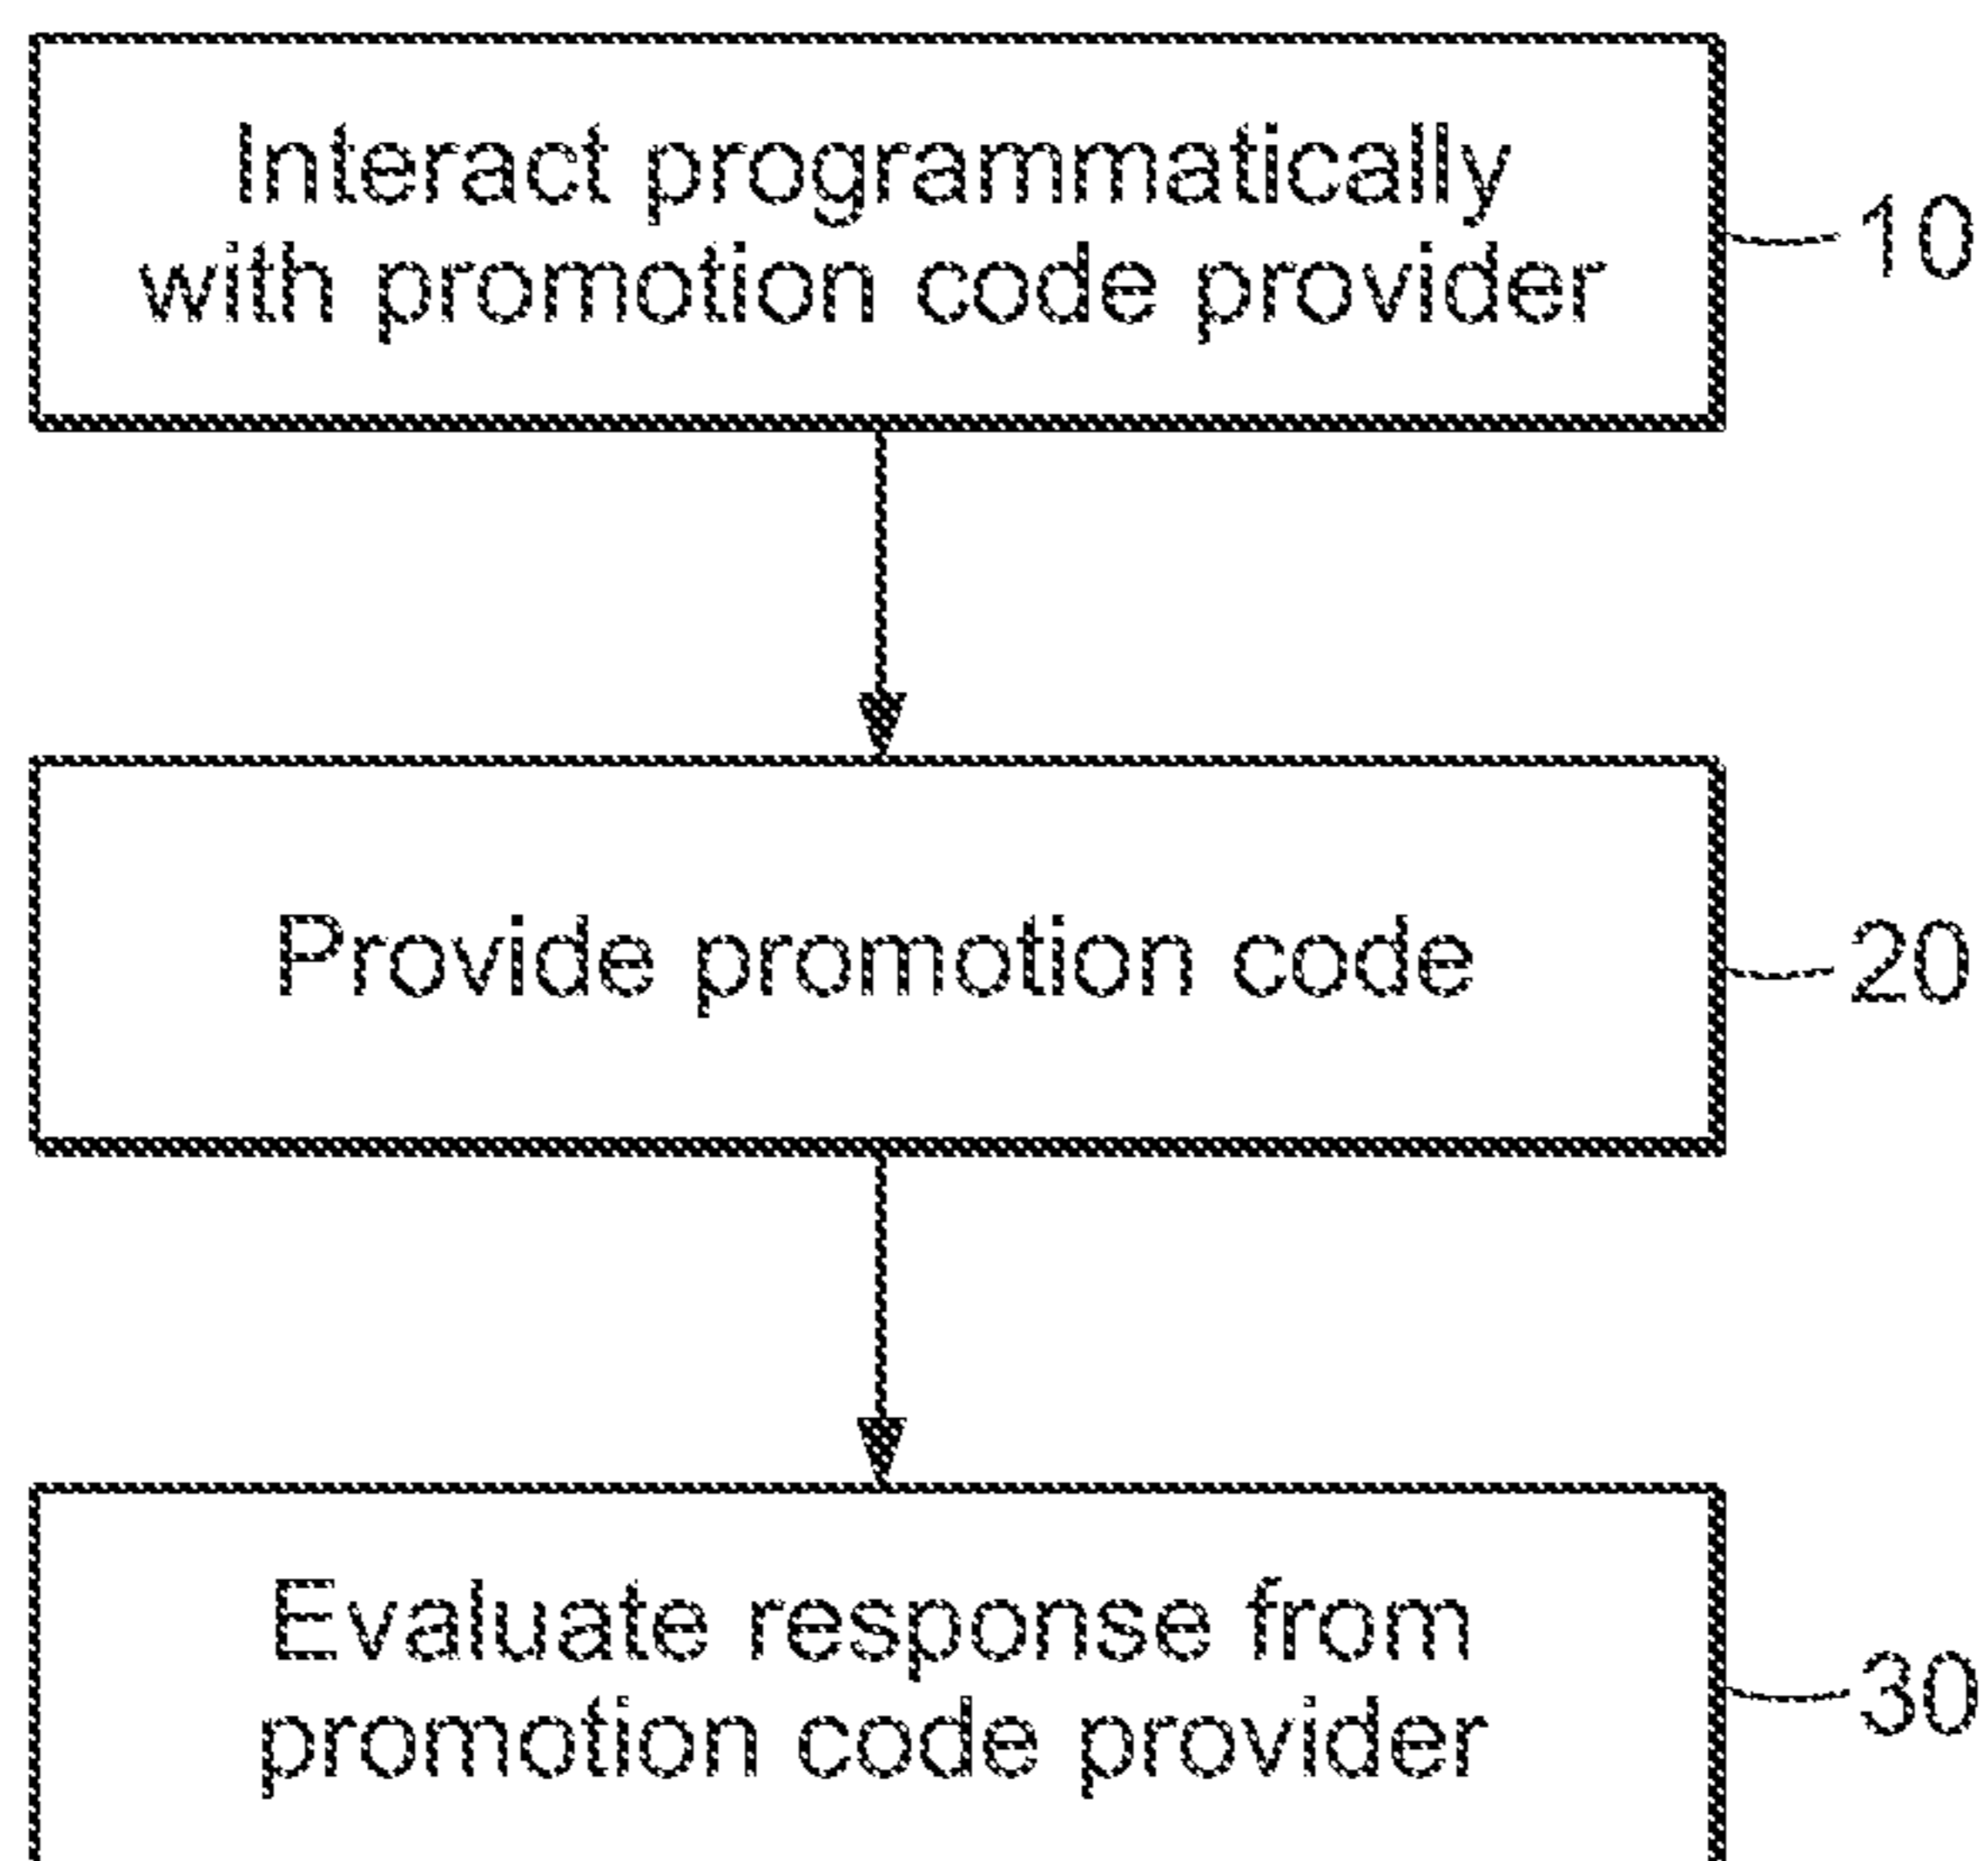 Interact programmatically
with promotion code provider
10
Provide promotion code
20
Evaluate response from
promotion code provider
30